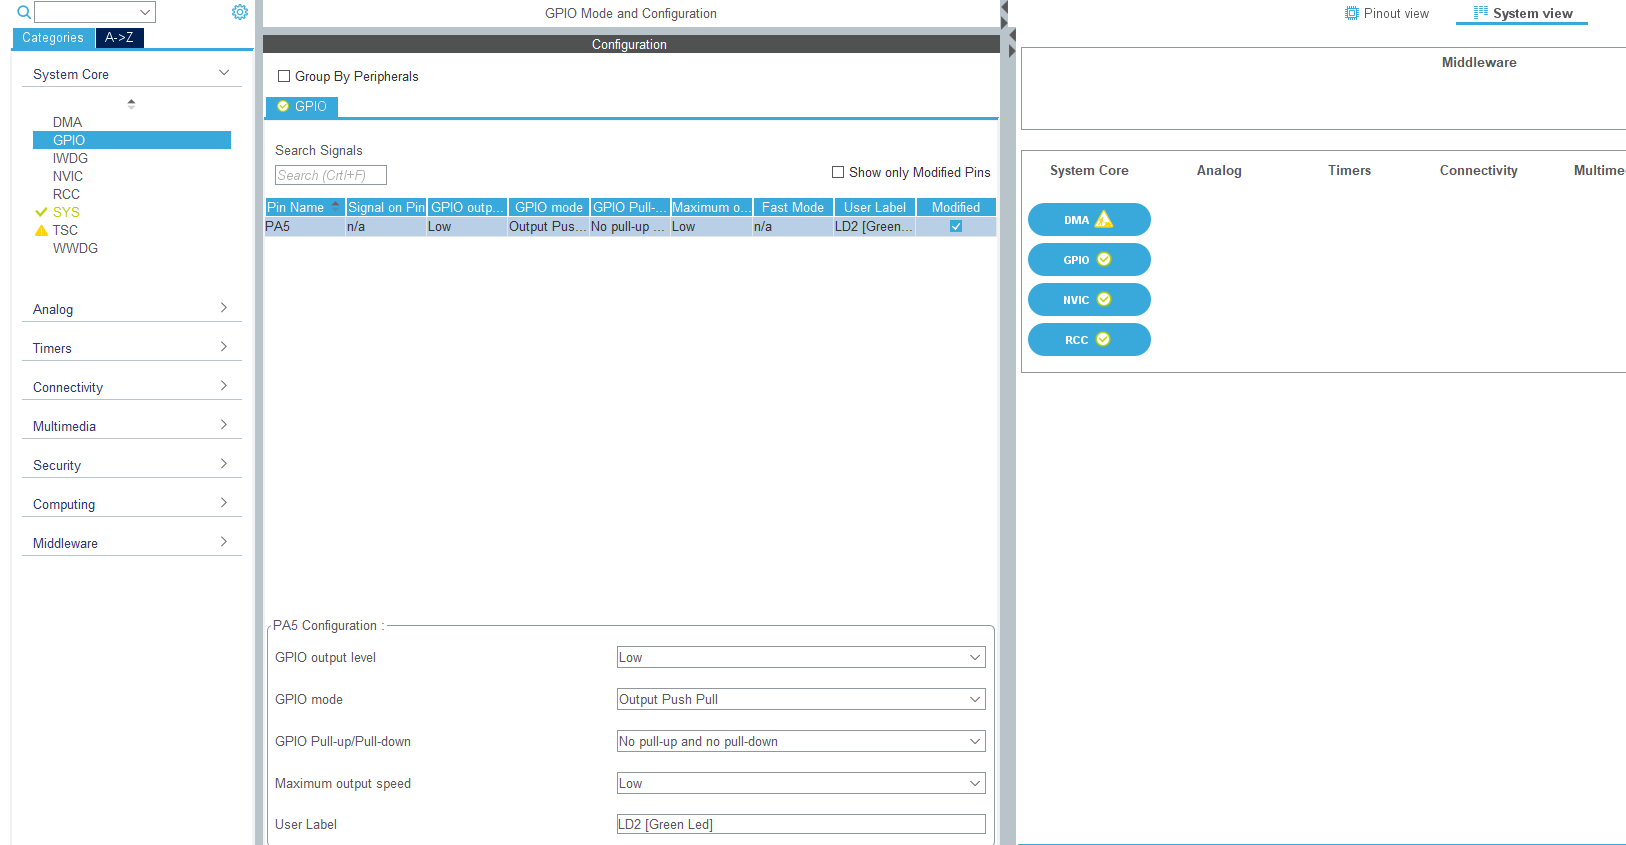 Categories
A->Z
System Core
DMA
GPIO
IWDG
NVIC
RCC
SYS
TSC
WWDG
Analog
Timers
Connectivity
Multimedia
Security
Computing
Middleware
GPIO Mode and Configuration
Configuration
Group By Peripherals
GPIO
Search Signals
Search (Crtl+F)
Show only Modified Pins
Pin Name Signal on Pin GPIO outp... GPIO mode GPIO Pull-... Maximum o... Fast Mode User Label Modified
PA5 n/a Low Output Pus... No pull-up ... Low n/a LD2 [Green...
PA5 Configuration :
GPIO output level Low
GPIO mode Output Push Pull
GPIO Pull-up/Pull-down No pull-up and no pull-down
Maximum output speed Low
User Label LD2 [Green Led]
Pinout view System view
Middleware
System Core Analog Timers Connectivity Multime
DMA
GPIO
NVIC
RCC